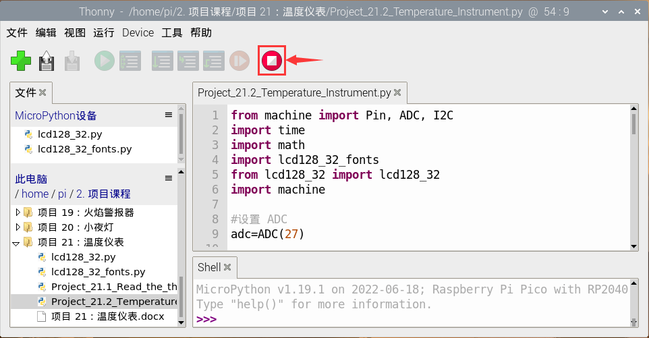 Thonny - /home/pi/2. 项目课程/项目 21：温度仪表/Project_21.2_Temperature_Instrument.py @ 54 : 9
文件 编辑 视图 运行 Device 工具 帮助
文件
MicroPython设备
lcd128_32.py
lcd128_32_fonts.py
此电脑
/ home / pi / 2. 项目课程
项目 19：火焰警报器
项目 20：小夜灯
项目 21：温度仪表
lcd128_32.py
lcd128_32_fonts.py
Project_21.1_Read_the_th
Project_21.2_Temperature
项目 21：温度仪表.docx
Project_21.2_Temperature_Instrument.py
1 from machine import Pin, ADC, I2C
2 import time
3 import math
4 import lcd128_32_fonts
5 from lcd128_32 import lcd128_32
6 import machine
7
8 #设置 ADC
9 adc=ADC(27)
Shell
MicroPython v1.19.1 on 2022-06-18; Raspberry Pi Pico with RP2040
Type "help()" for more information.
>>>